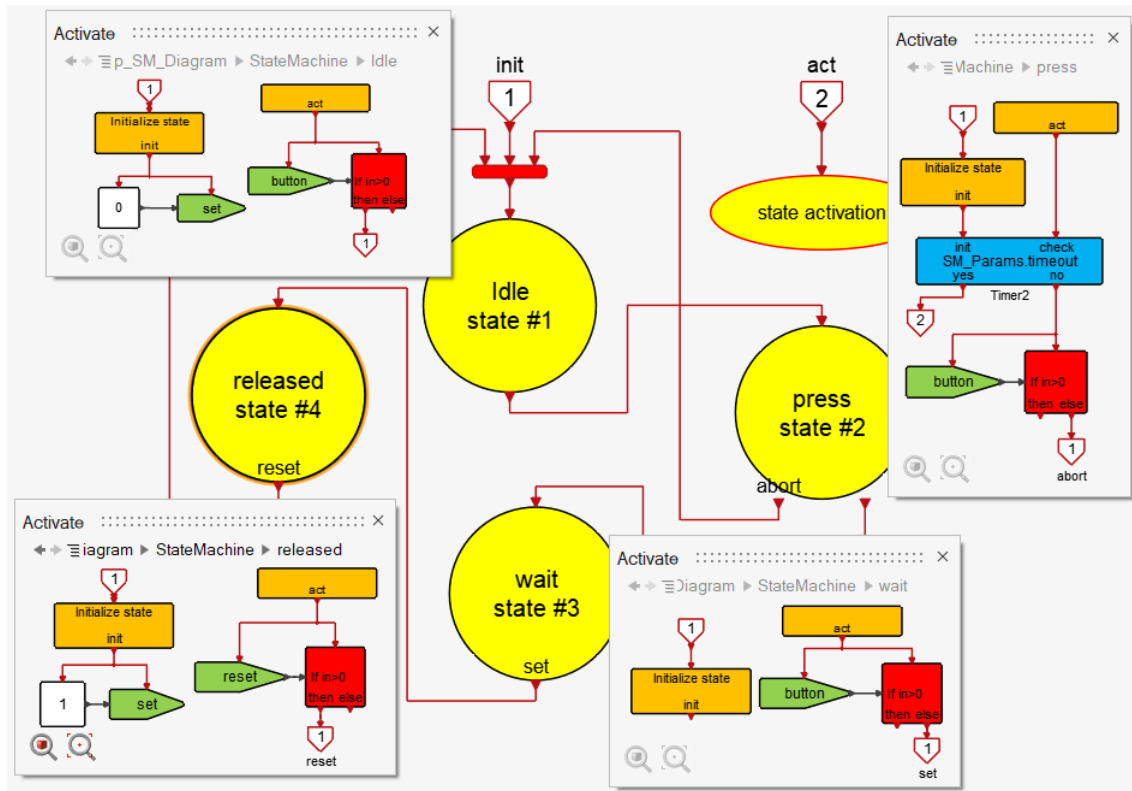 Activate
p_SM_Diagram StateMachine Idle
1
Initialize state
init
0
set
act
button
If in>0
then else
1
init
1
act
2
Activate
Machine press
1
act
Initialize state
init
init check
SM_Params.timeout
yes no
Timer2
2
button
If in>0
then else
1
abort
state activation
Idle
state #1
released
state #4
reset
press
state #2
abort
wait
state #3
set
Activate
iagram StateMachine released
1
Initialize state
init
1
set
act
reset
If in>0
then else
1
reset
Activate
Diagram StateMachine wait
1
Initialize state
init
act
button
If in>0
then else
1
set